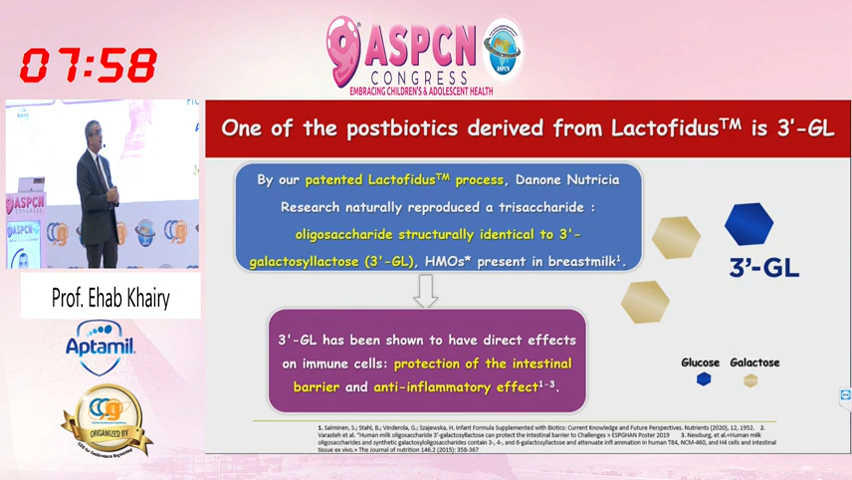 07:58
9 ASPCN
CONGRESS
EMBRACING CHILDREN'S & ADOLESCENT HEALTH
One of the postbiotics derived from Lactofidus™ is 3'-GL
By our patented Lactofidus™ process, Danone Nutricia
Research naturally reproduced a trisaccharide :
oligosaccharide structurally identical to 3'-
galactosyllactose (3'-GL), HMOs* present in breastmilk¹.
3'-GL
3'-GL has been shown to have direct effects
on immune cells: protection of the intestinal
barrier and anti-inflammatory effect¹⁻³.
Glucose Galactose
ASPCN
CONGRESS
ASPCN
Prof. Ehab Khairy
Aptamil
CCO
ORGANIZED BY
1. Salminen, S.; Stahl, B.; Vinderola, G.; Szajewska, H. Infant Formula Supplemented with Biotics: Current Knowledge and Future Perspectives. Nutrients (2020), 12, 1952. 2.
Varasteh et al. "Human milk oligosaccharide 3'-galactosyllactose can protect the intestinal barrier to Challenges » ESPGHAN Poster 2019 3. Newburg, et al.«Human milk
oligosaccharides and synthetic galactosyloligosaccharides contain 3-, 4-, and 6-galactosyllactose and attenuate inflammation in human T84, NCM-460, and H4 cells and intestinal
tissue ex vivo.» The Journal of nutrition 146.2 (2015): 358-367